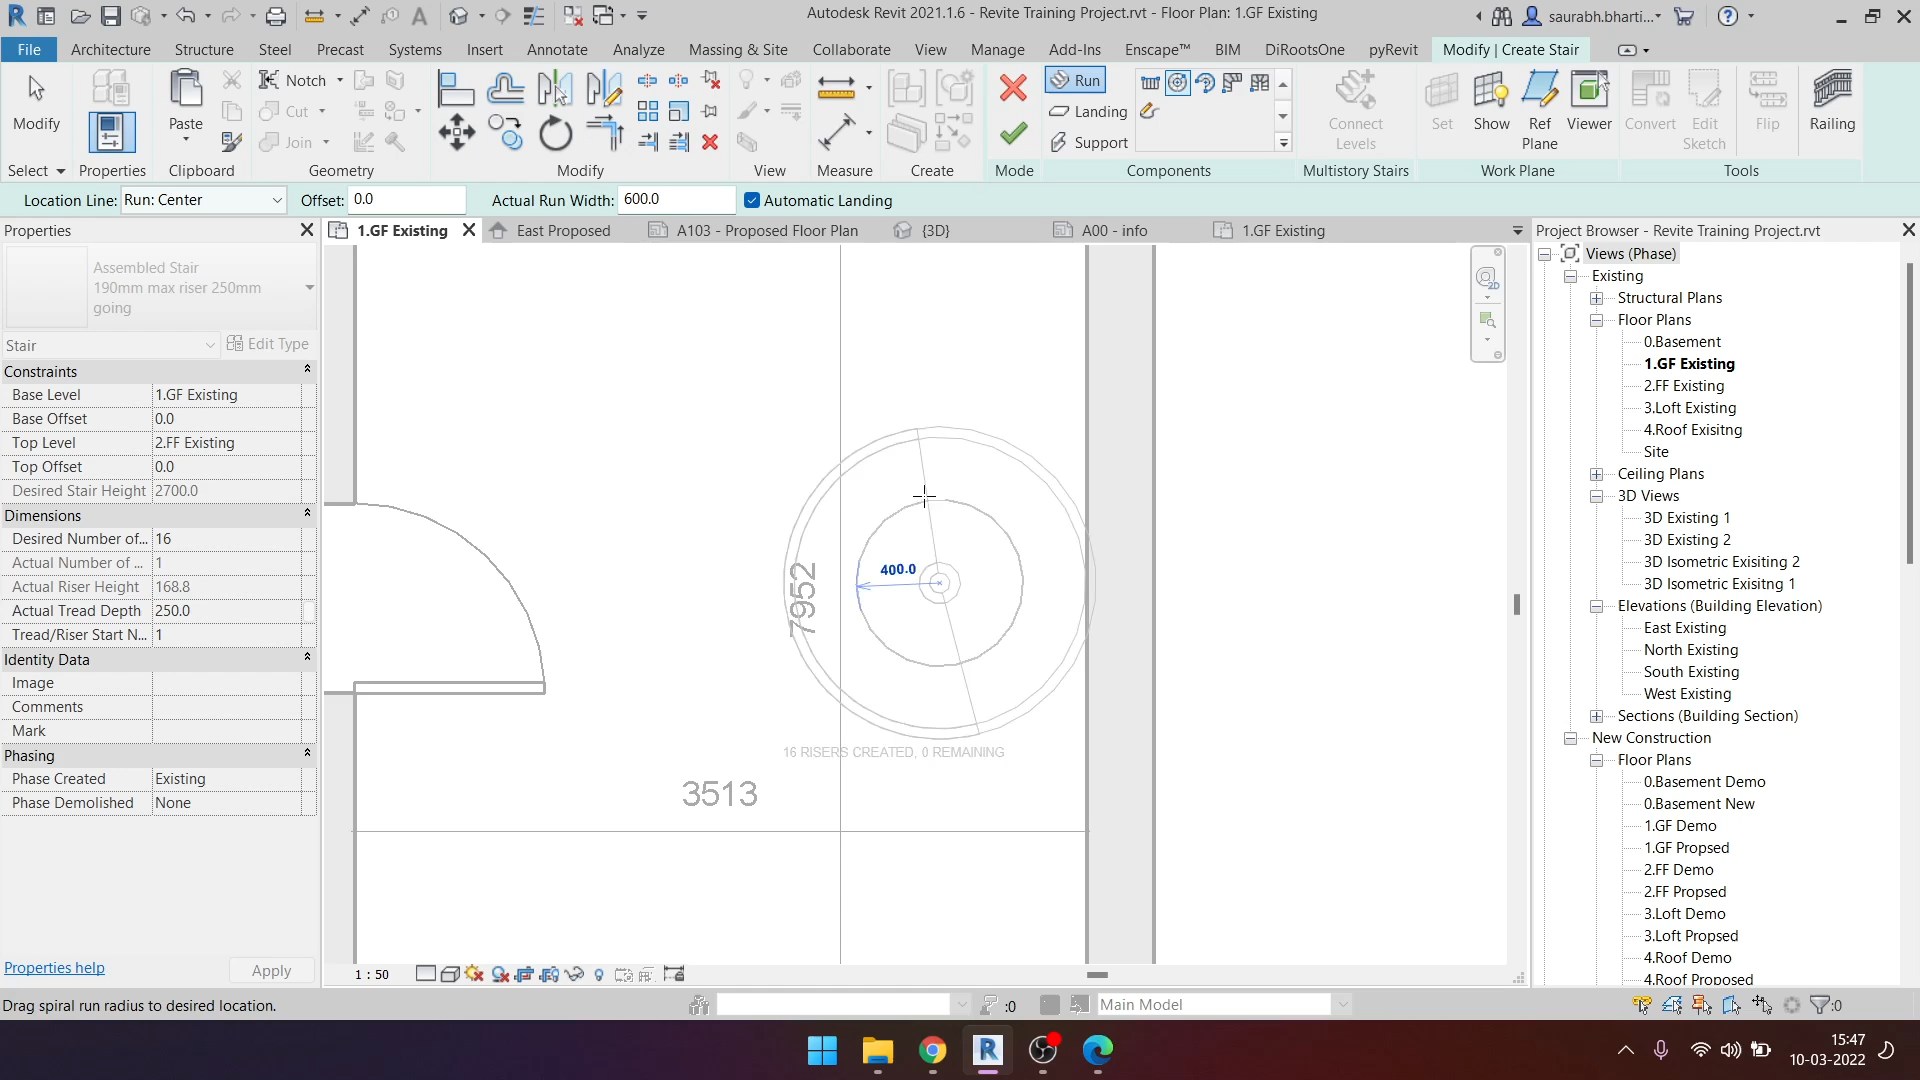 Autodesk Revit 2021.1.6 - Revite Training Project.rvt - Floor Plan: 1.GF Existing
saurabh.bharti...
File Architecture Structure Steel Precast Systems Insert Annotate Analyze Massing & Site Collaborate View Manage Add-Ins Enscape™ BIM DiRootsOne pyRevit Modify | Create Stair
Modify
Paste
Notch
Cut
Join
Run
Landing
Support
Connect
Levels
Set Show Ref
Plane
Viewer Convert Edit
Sketch
Flip Railing
Select Properties Clipboard Geometry Modify View Measure Create Mode Components Multistory Stairs Work Plane Tools
Location Line: Run: Center Offset: 0.0 Actual Run Width: 600.0 Automatic Landing
Properties
1.GF Existing East Proposed A103 - Proposed Floor Plan {3D} A00 - info 1.GF Existing
Project Browser - Revite Training Project.rvt
Assembled Stair
190mm max riser 250mm
going
Stair Edit Type
Constraints
Base Level 1.GF Existing
Base Offset 0.0
Top Level 2.FF Existing
Top Offset 0.0
Desired Stair Height 2700.0
Dimensions
Desired Number of... 16
Actual Number of ... 1
Actual Riser Height 168.8
Actual Tread Depth 250.0
Tread/Riser Start N... 1
Identity Data
Image
Comments
Mark
Phasing
Phase Created Existing
Phase Demolished None
Properties help
Apply
2D
7952
400.0
16 RISERS CREATED, 0 REMAINING
3513
1 : 50
Views (Phase)
Existing
Structural Plans
Floor Plans
0.Basement
1.GF Existing
2.FF Existing
3.Loft Existing
4.Roof Exisitng
Site
Ceiling Plans
3D Views
3D Existing 1
3D Existing 2
3D Isometric Exisiting 2
3D Isometric Exisitng 1
Elevations (Building Elevation)
East Existing
North Existing
South Existing
West Existing
Sections (Building Section)
New Construction
Floor Plans
0.Basement Demo
0.Basement New
1.GF Demo
1.GF Propsed
2.FF Demo
2.FF Propsed
3.Loft Demo
3.Loft Propsed
4.Roof Demo
4.Roof Proposed
Drag spiral run radius to desired location.
:0
Main Model
:0
15:47
10-03-2022